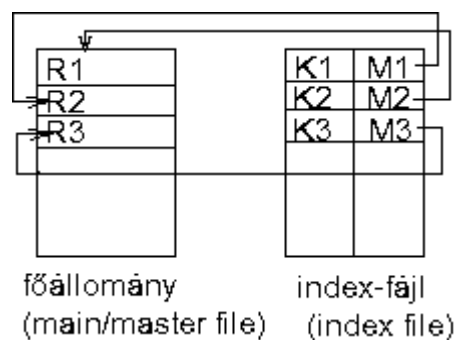 R1 K1 M1
R2 K2 M2
R3 K3 M3
főállomány index-fájl
(main/master file) (index file)